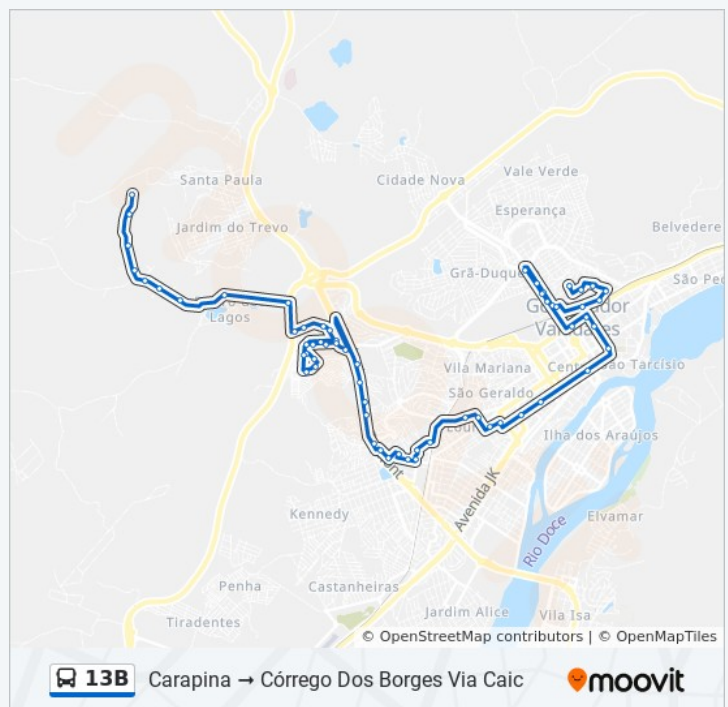 Vale Verde
Santa Paula
Cidade Nova
Esperança
Jardim do Trevo
Belvedere
São Pe
Grã-Duque
Lagos
Vila Mariana
São Geraldo
São Tarcísio
Ilha dos Araújos
Avenida JK
Kennedy
Rio Doce
Elvamar
Penha
Castanheiras
Jardim Alice
Vila Isa
Tiradentes
© OpenStreetMap contributors | © OpenMapTiles
13B Carapina → Córrego Dos Borges Via Caic moovit